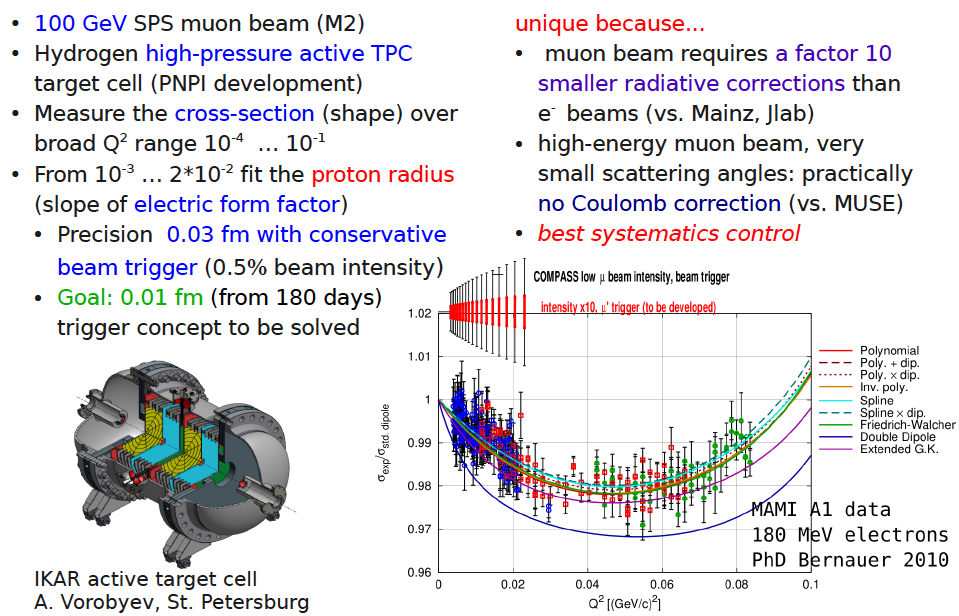 • 100 GeV SPS muon beam (M2)
• Hydrogen high-pressure active TPC
target cell (PNPI development)
• Measure the cross-section (shape) over
broad Q² range 10⁻⁴ … 10⁻¹
• From 10⁻³ … 2*10⁻² fit the proton radius
(slope of electric form factor)
• Precision 0.03 fm with conservative
beam trigger (0.5% beam intensity)
• Goal: 0.01 fm (from 180 days)
trigger concept to be solved
unique because...
• muon beam requires a factor 10
smaller radiative corrections than
e⁻ beams (vs. Mainz, Jlab)
• high-energy muon beam, very
small scattering angles: practically
no Coulomb correction (vs. MUSE)
• best systematics control
COMPASS low μ beam intensity, beam trigger
intensity x10, μ' trigger (to be developed)
1.02
1.01
1
0.99
0.98
0.97
0.96
σexp/σstd. dipole
0
0.02
0.04
0.06
0.08
0.1
Q² [(GeV/c)²]
Polynomial
Poly. + dip.
Poly. × dip.
Inv. poly.
Spline
Spline × dip.
Friedrich-Walcher
Double Dipole
Extended G.K.
MAMI A1 data
180 MeV electrons
PhD Bernauer 2010
IKAR active target cell
A. Vorobyev, St. Petersburg